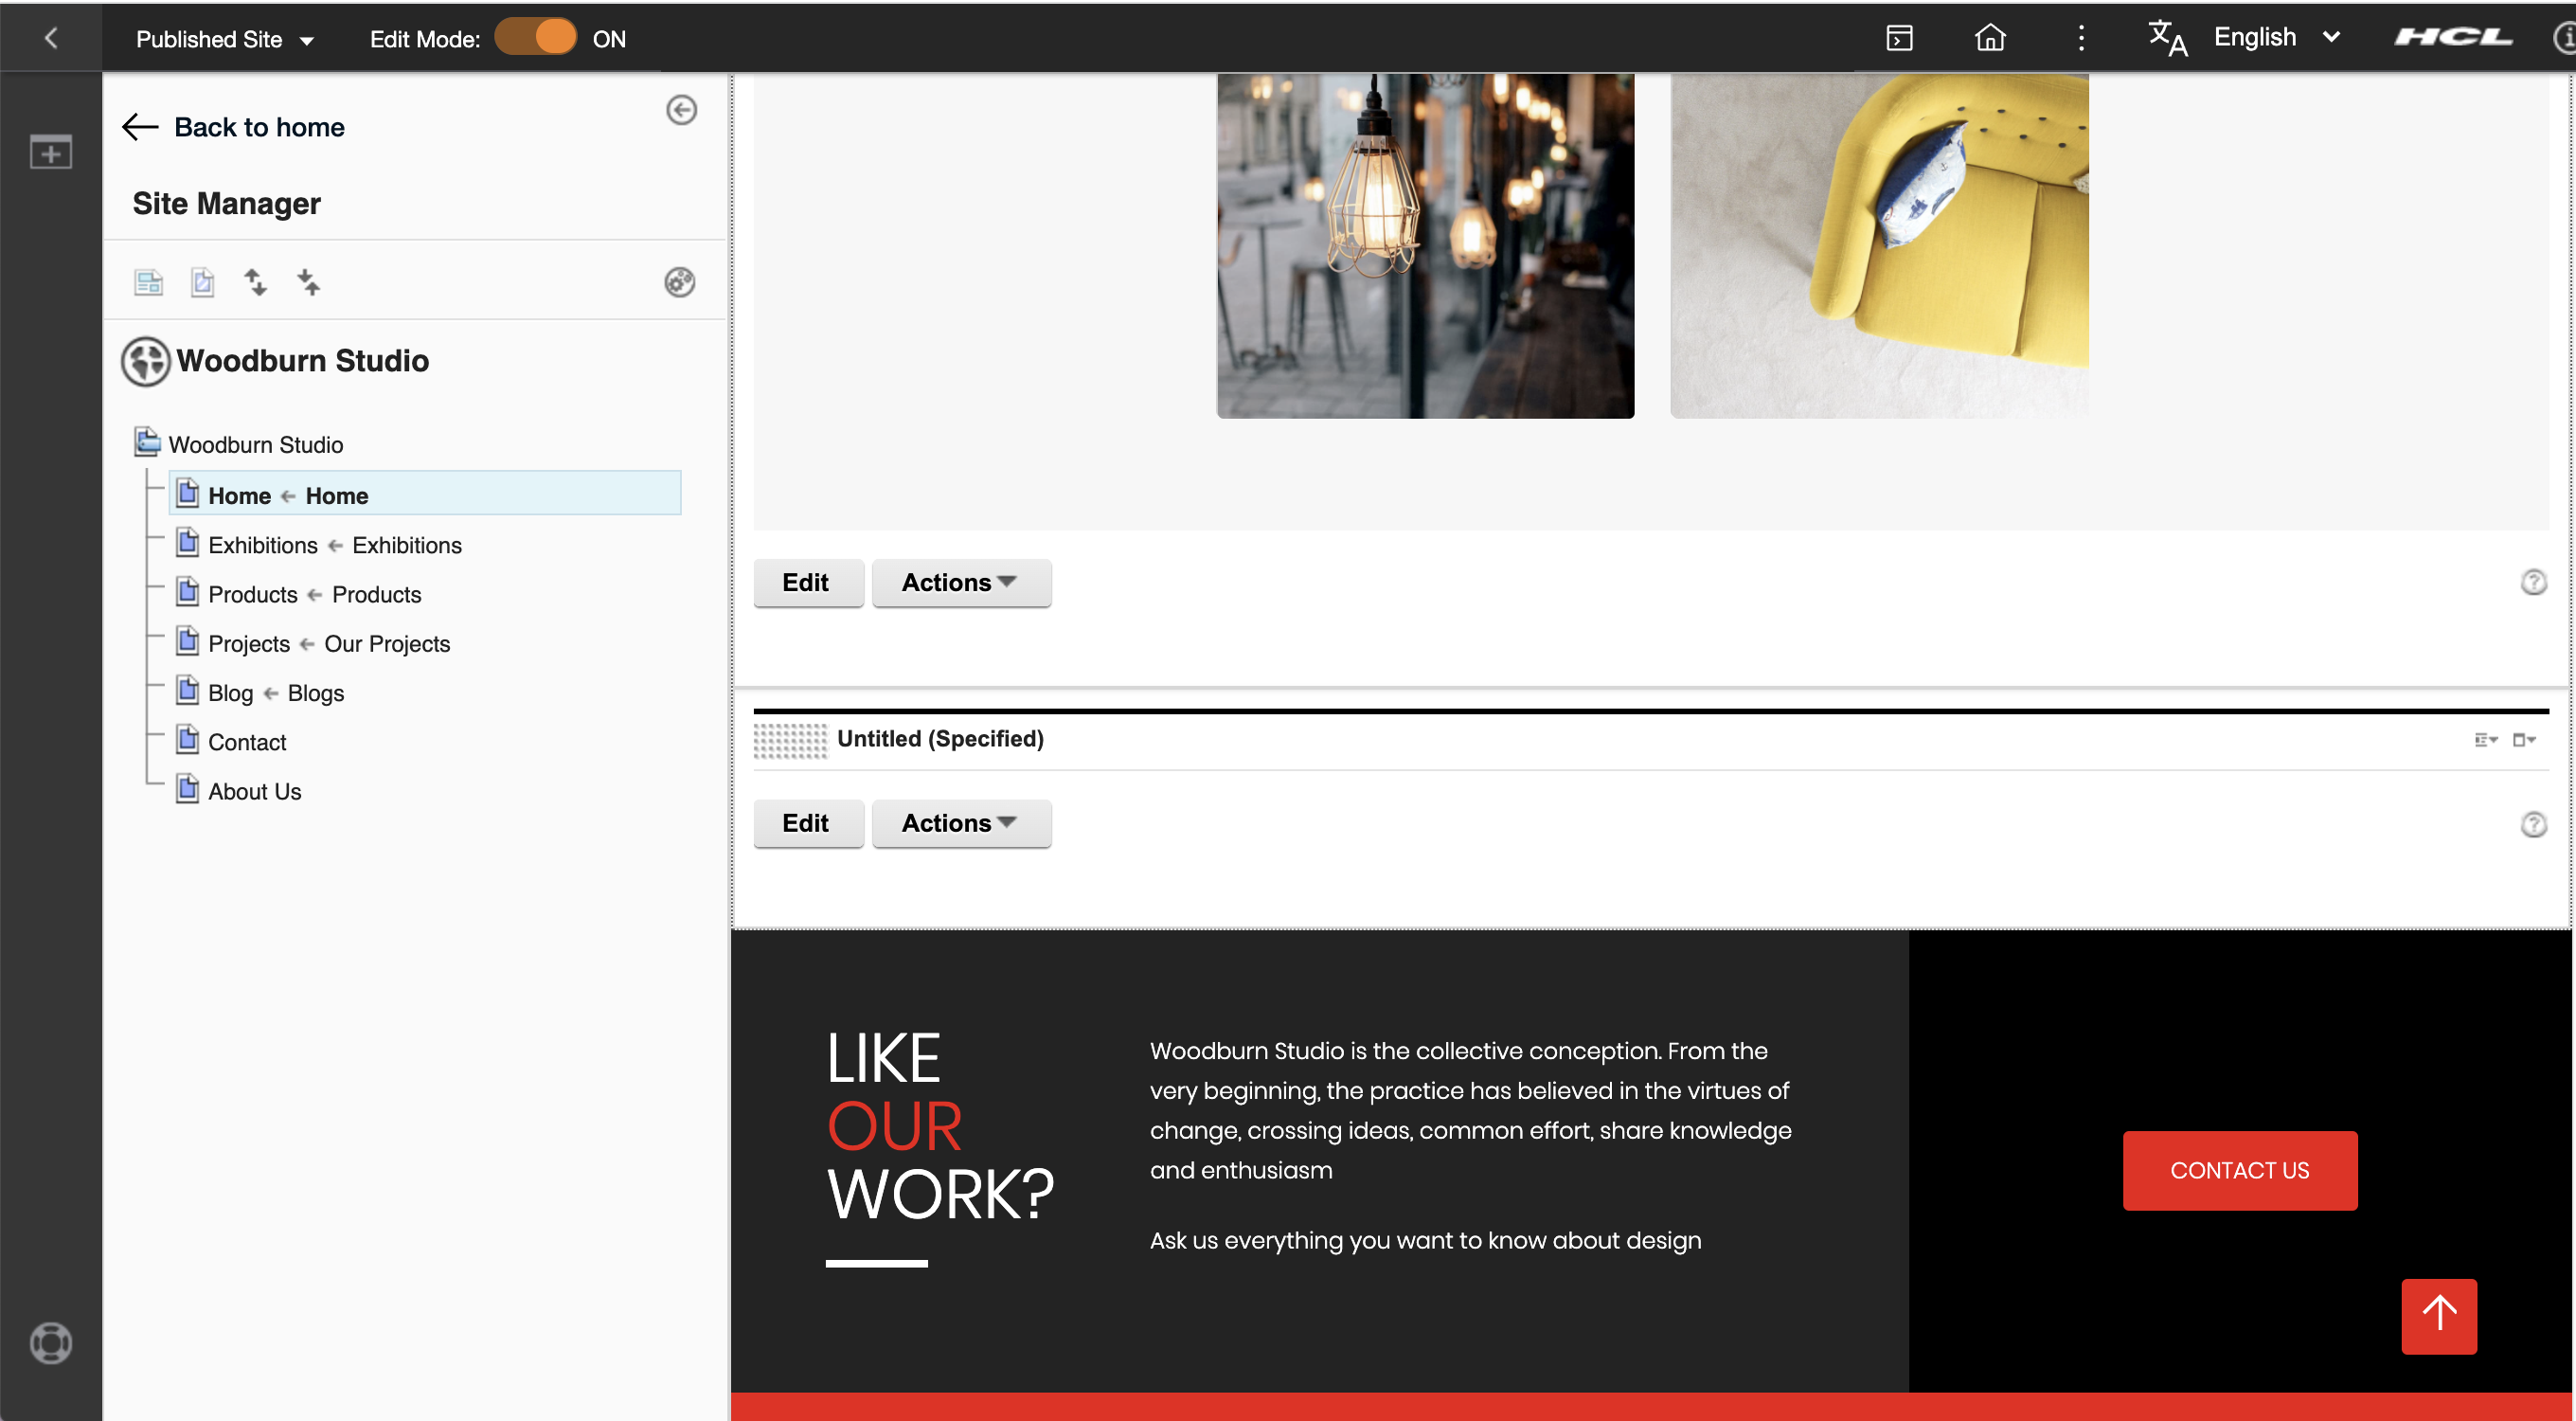 Published Site
Edit Mode: ON
English
HCL
Back to home
Site Manager
Woodburn Studio
Woodburn Studio
Home ← Home
Exhibitions ← Exhibitions
Products ← Products
Projects ← Our Projects
Blog ← Blogs
Contact
About Us
Edit
Actions
Untitled (Specified)
Edit
Actions
LIKE
OUR
WORK?
Woodburn Studio is the collective conception. From the
very beginning, the practice has believed in the virtues of
change, crossing ideas, common effort, share knowledge
and enthusiasm
Ask us everything you want to know about design
CONTACT US